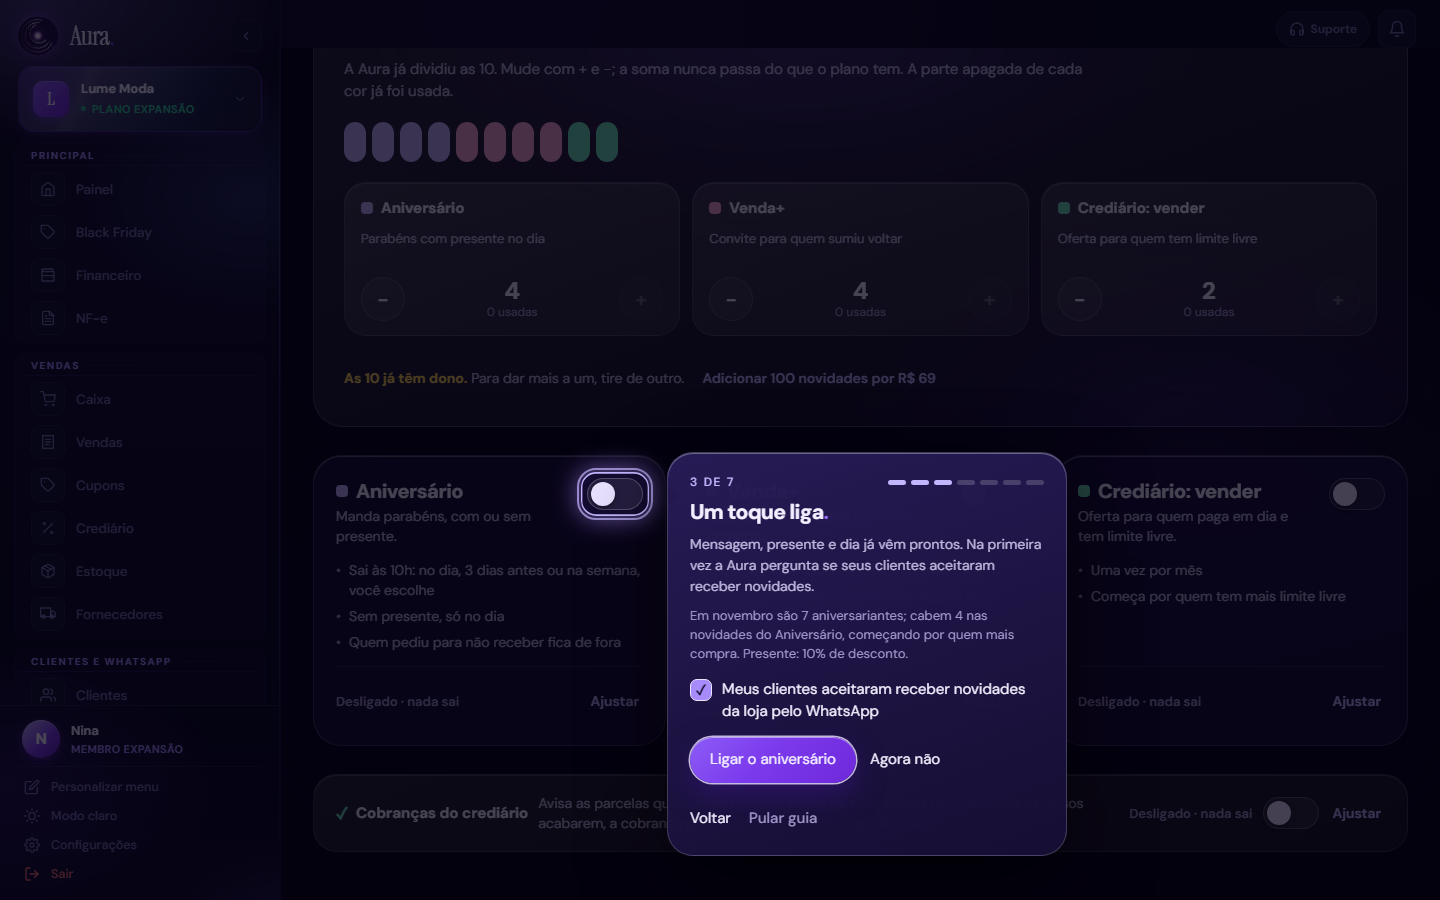 Aura.
Suporte
L
Lume Moda
PLANO EXPANSÃO
PRINCIPAL
Painel
Black Friday
Financeiro
NF-e
VENDAS
Caixa
Vendas
Cupons
Crediário
Estoque
Fornecedores
CLIENTES E WHATSAPP
Clientes
N
Nina
MEMBRO EXPANSÃO
Personalizar menu
Modo claro
Configurações
Sair
A Aura já dividiu as 10. Mude com + e −; a soma nunca passa do que o plano tem. A parte apagada de cada
cor já foi usada.
Aniversário
Parabéns com presente no dia
− 4 +
0 usadas
Venda+
Convite para quem sumiu voltar
− 4 +
0 usadas
Crediário: vender
Oferta para quem tem limite livre
− 2 +
0 usadas
As 10 já têm dono. Para dar mais a um, tire de outro. Adicionar 100 novidades por R$ 69
Aniversário
Manda parabéns, com ou sem
presente.
• Sai às 10h: no dia, 3 dias antes ou na semana,
você escolhe
• Sem presente, só no dia
• Quem pediu para não receber fica de fora
Desligado · nada sai Ajustar
3 DE 7
Um toque liga.
Mensagem, presente e dia já vêm prontos. Na primeira
vez a Aura pergunta se seus clientes aceitaram
receber novidades.
Em novembro são 7 aniversariantes; cabem 4 nas
novidades do Aniversário, começando por quem mais
compra. Presente: 10% de desconto.
Meus clientes aceitaram receber novidades
da loja pelo WhatsApp
Ligar o aniversário Agora não
Voltar Pular guia
Crediário: vender
Oferta para quem paga em dia e
tem limite livre.
• Uma vez por mês
• Começa por quem tem mais limite livre
Desligado · nada sai Ajustar
Cobranças do crediário
Avisa as parcelas
acabarem, a
Desligado · nada sai Ajustar